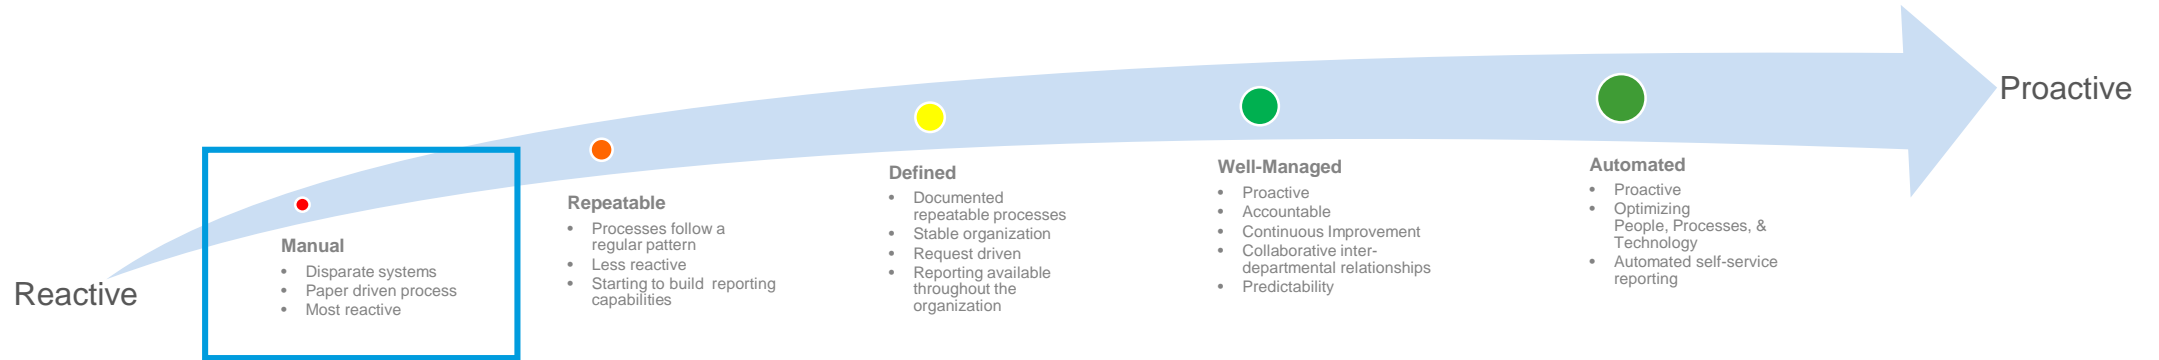 Reactive
Manual
• Disparate systems
• Paper driven process
• Most reactive
Repeatable
• Processes follow a
regular pattern
• Less reactive
• Starting to build reporting
capabilities
Defined
• Documented
repeatable processes
• Stable organization
• Request driven
• Reporting available
throughout the
organization
Well-Managed
• Proactive
• Accountable
• Continuous Improvement
• Collaborative inter-
departmental relationships
• Predictability
Automated
• Proactive
• Optimizing
People, Processes, &
Technology
• Automated self-service
reporting
Proactive